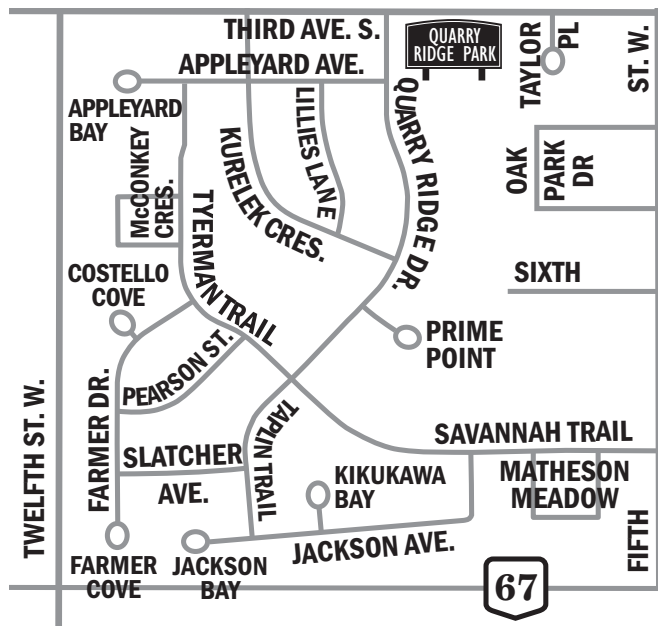 THIRD AVE. S.
QUARRY
RIDGE PARK
TAYLOR
PL
ST. W.
APPLEYARD AVE.
APPLEYARD
BAY
LILLIES LANE
QUARRY RIDGE DR.
McCONKEY
CRES.
KURELEK CRES.
OAK
PARK
DR
TYERMAN TRAIL
COSTELLO
COVE
SIXTH
PRIME
POINT
PEARSON ST.
FARMER DR.
TWELFTH ST. W.
TAPLIN TRAIL
SAVANNAH TRAIL
SLATCHER
AVE.
KIKUKAWA
BAY
MATHESON
MEADOW
JACKSON AVE.
FIFTH
FARMER
COVE
JACKSON
BAY
67